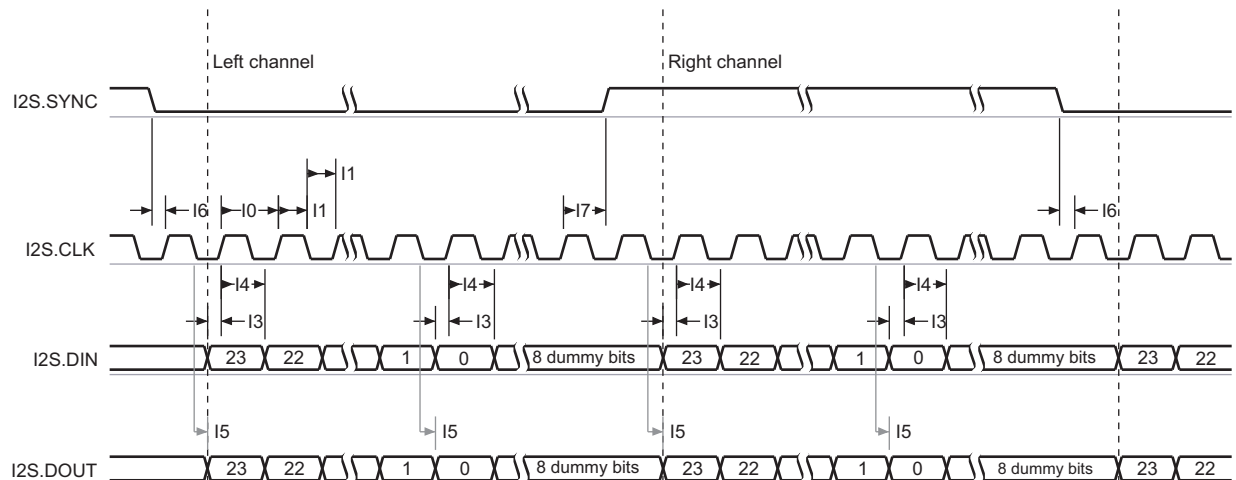 Left channel Right channel
I2S.SYNC
I1
I6 I0 I1 I7 I6
I2S.CLK
I4 I4 I4 I4
I3 I3 I3 I3
I2S.DIN 23 22 1 0 8 dummy bits 23 22 1 0 8 dummy bits 23 22
I5 I5 I5 I5
I2S.DOUT 23 22 1 0 8 dummy bits 23 22 1 0 8 dummy bits 23 22